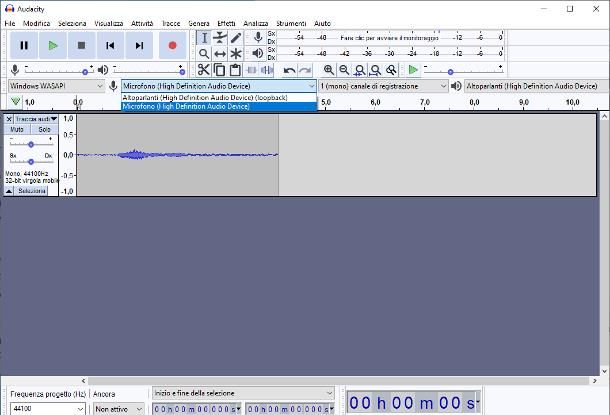 Audacity
File Modifica Seleziona Visualizza Attività Tracce Genera Effetti Analizza Strumenti Aiuto
Sx Dx -54 -48 Fare clic per avviare il monitoraggio -12 -6 0
Sx Dx -54 -48 -42 -36 -30 -24 -18 -12 -6 0
Windows WASAPI Microfono (High Definition Audio Device) 1 (mono) canale di registrazione Altoparlanti (High Definition Audio Device)
Altoparlanti (High Definition Audio Device) (loopback)
Microfono (High Definition Audio Device)
1,0 0,0 5,0 6,0 7,0 8,0 9,0 10,0
Traccia audi 1,0
Muto Solo
- + 0,5
Sx Dx 0,0
Mono, 44100Hz
32-bit virgola mobile -0,5
Seleziona -1,0
Frequenza progetto (Hz) Ancora Inizio e fine della selezione
44100 Non attivo 00 h 00 m 00,000 s 00 h 00 m 00,000 s 00 h 00 m 00 s